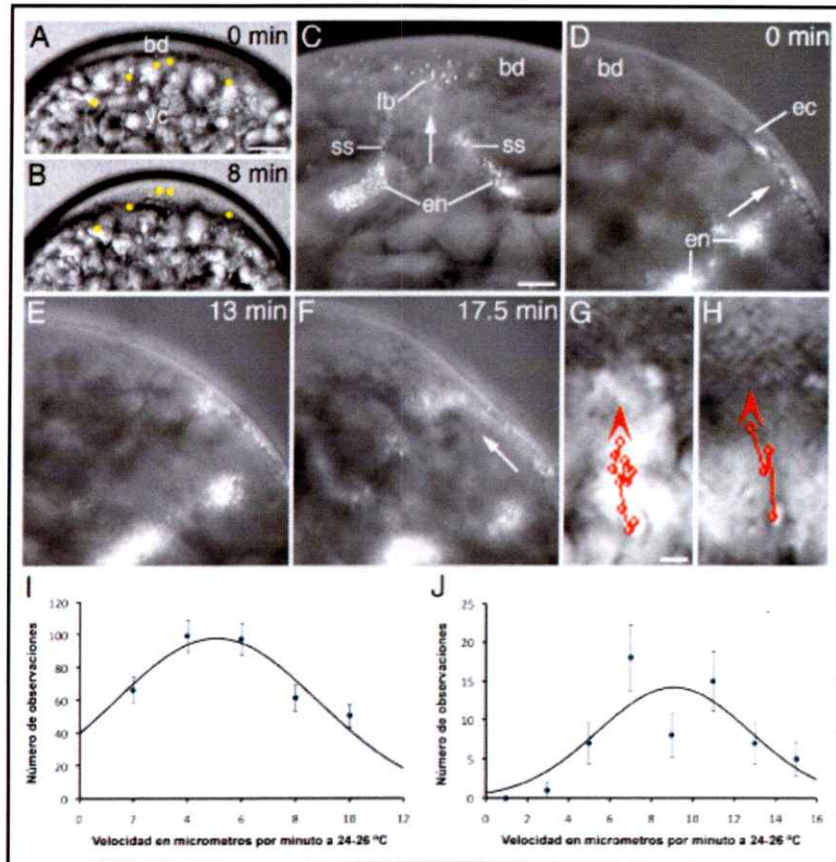 A
0 min
bd
yc
B
8 min
C
bd
fb
ss
ss
en
D
0 min
bd
ec
en
E
13 min
F
17.5 min
G
H
I
120
100
80
60
40
20
0
Número de observaciones
0 2 4 6 8 10 12
Velocidad en micrometros por minuto a 24-26 ºC
J
25
20
15
10
5
0
Número de observaciones
0 2 4 6 8 10 12 14 16
Velocidad en micrometros por minuto a 24-26 ºC